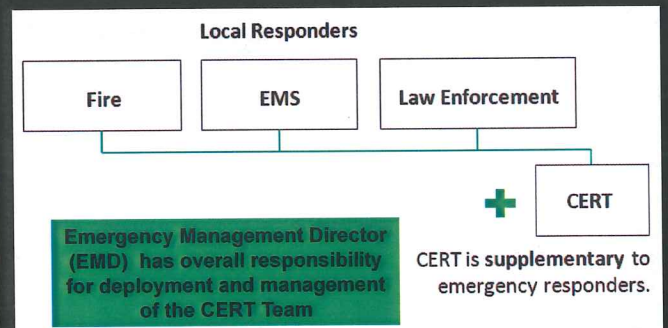 Local Responders
Fire
EMS
Law Enforcement
CERT
Emergency Management Director
(EMD) has overall responsibility
for deployment and management
of the CERT Team
CERT is supplementary to
emergency responders.